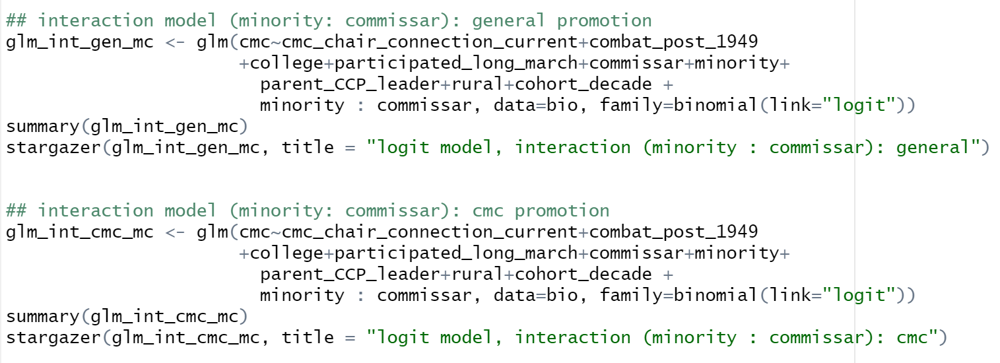 ## interaction model (minority: commissar): general promotion
glm_int_gen_mc <- glm(cmc~cmc_chair_connection_current+combat_post_1949
                      +college+participated_long_march+commissar+minority+
                        parent_CCP_leader+rural+cohort_decade +
                        minority : commissar, data=bio, family=binomial(link="logit"))
summary(glm_int_gen_mc)
stargazer(glm_int_gen_mc, title = "logit model, interaction (minority : commissar): general")
## interaction model (minority: commissar): cmc promotion
glm_int_cmc_mc <- glm(cmc~cmc_chair_connection_current+combat_post_1949
                      +college+participated_long_march+commissar+minority+
                        parent_CCP_leader+rural+cohort_decade +
                        minority : commissar, data=bio, family=binomial(link="logit"))
summary(glm_int_cmc_mc)
stargazer(glm_int_cmc_mc, title = "logit model, interaction (minority : commissar): cmc")